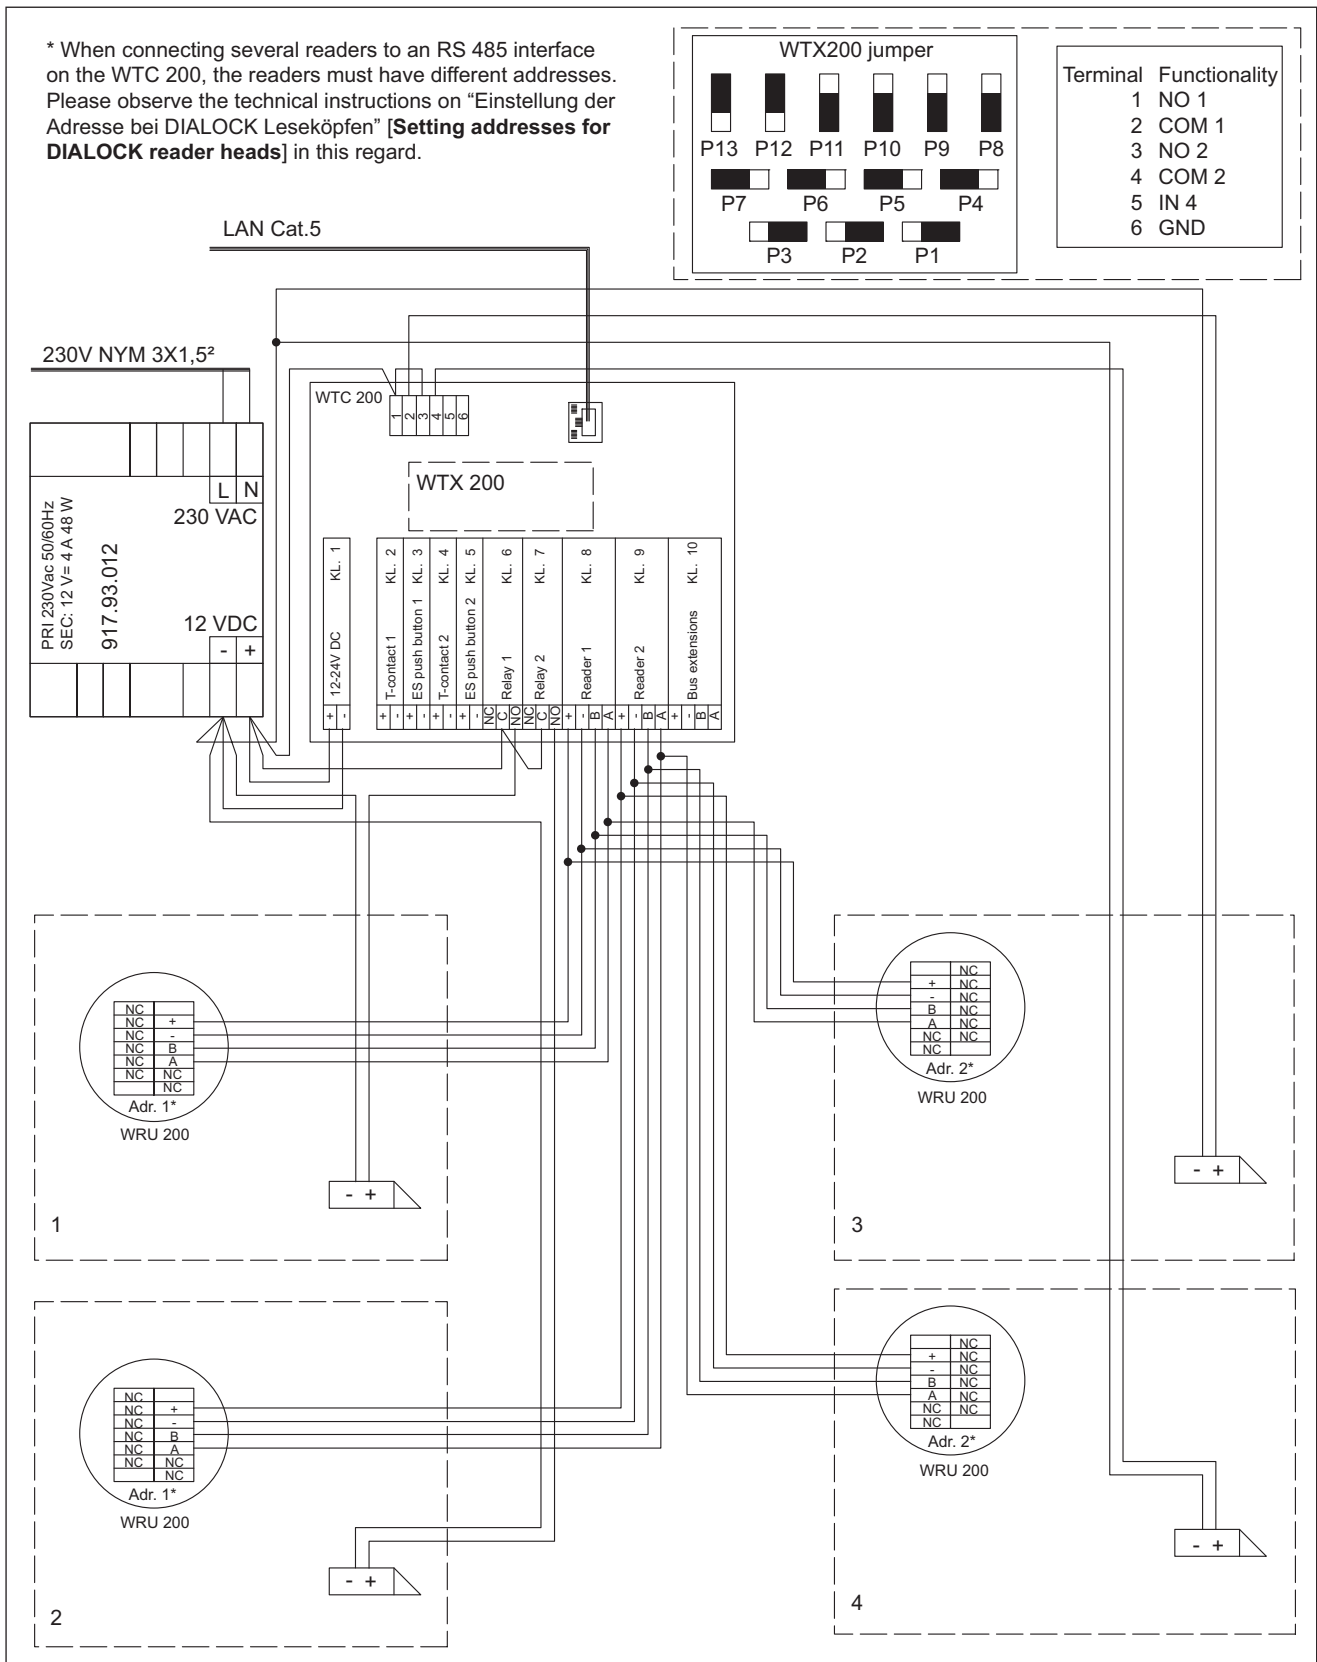 * When connecting several readers to an RS 485 interface
on the WTC 200, the readers must have different addresses.
Please observe the technical instructions on “Einstellung der
Adresse bei DIALOCK Leseköpfen” [Setting addresses for
DIALOCK reader heads] in this regard.
WTX200 jumper
P13 P12 P11 P10 P9 P8
P7 P6 P5 P4
P3 P2 P1
Terminal Functionality
1 NO 1
2 COM 1
3 NO 2
4 COM 2
5 IN 4
6 GND
LAN Cat.5
230V NYM 3X1,5²
WTC 200
1 2 3 4 5 6
WTX 200
L N
230 VAC
PRI 230Vac 50/60Hz
SEC: 12 V= 4 A 48 W
917.93.012
12 VDC
- +
12-24V DC KL. 1
+ -
T-contact 1 KL. 2
+ -
ES push button 1 KL. 3
+ -
T-contact 2 KL. 4
+ -
ES push button 2 KL. 5
+ -
Relay 1 KL. 6
NC C NO
Relay 2 KL. 7
NC C NO
Reader 1 KL. 8
+ - B A
Reader 2 KL. 9
+ - B A
Bus extensions KL. 10
+ - B A
NC
NC +
NC -
NC B
NC A
NC NC
NC
Adr. 1*
WRU 200
- +
1
NC
+ NC
- NC
B NC
A NC
NC NC
NC
Adr. 2*
WRU 200
- +
3
NC
NC +
NC -
NC B
NC A
NC NC
NC
Adr. 1*
WRU 200
- +
2
NC
+ NC
- NC
B NC
A NC
NC NC
NC
Adr. 2*
WRU 200
- +
4